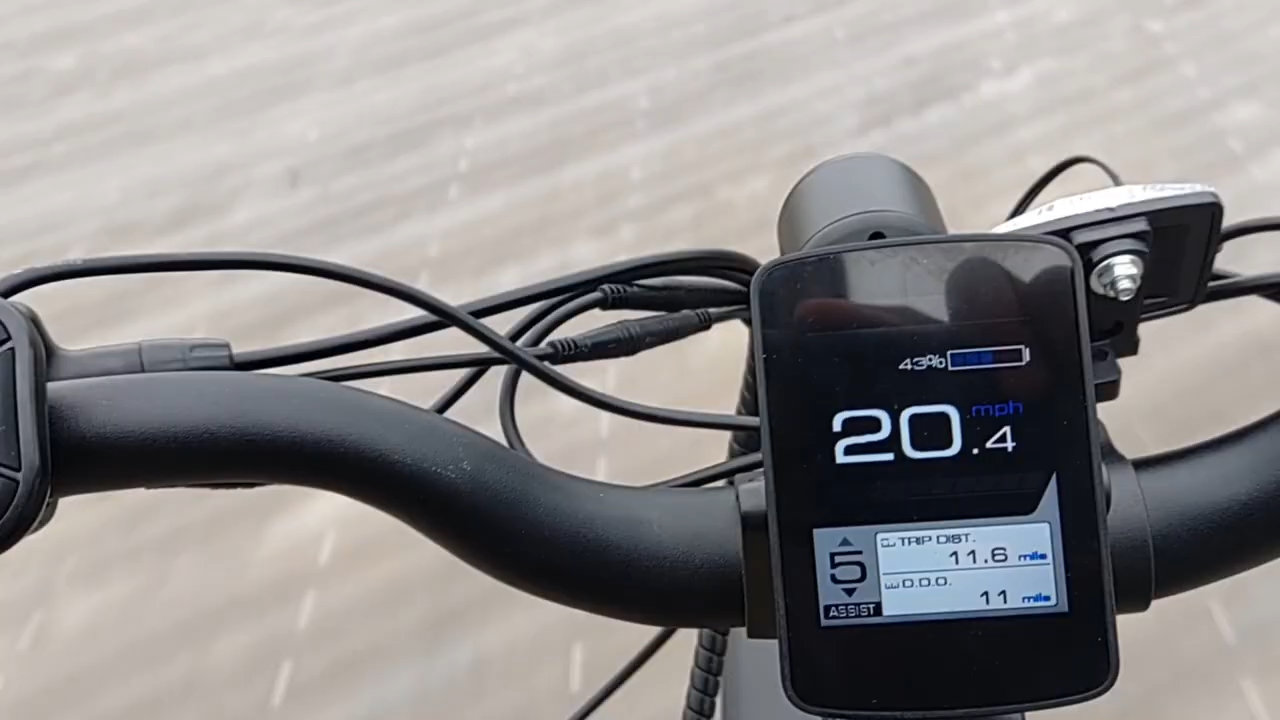 43%
20.4 mph
TRIP DIST.
11.6 mile
O.D.O.
11 mile
5
ASSIST